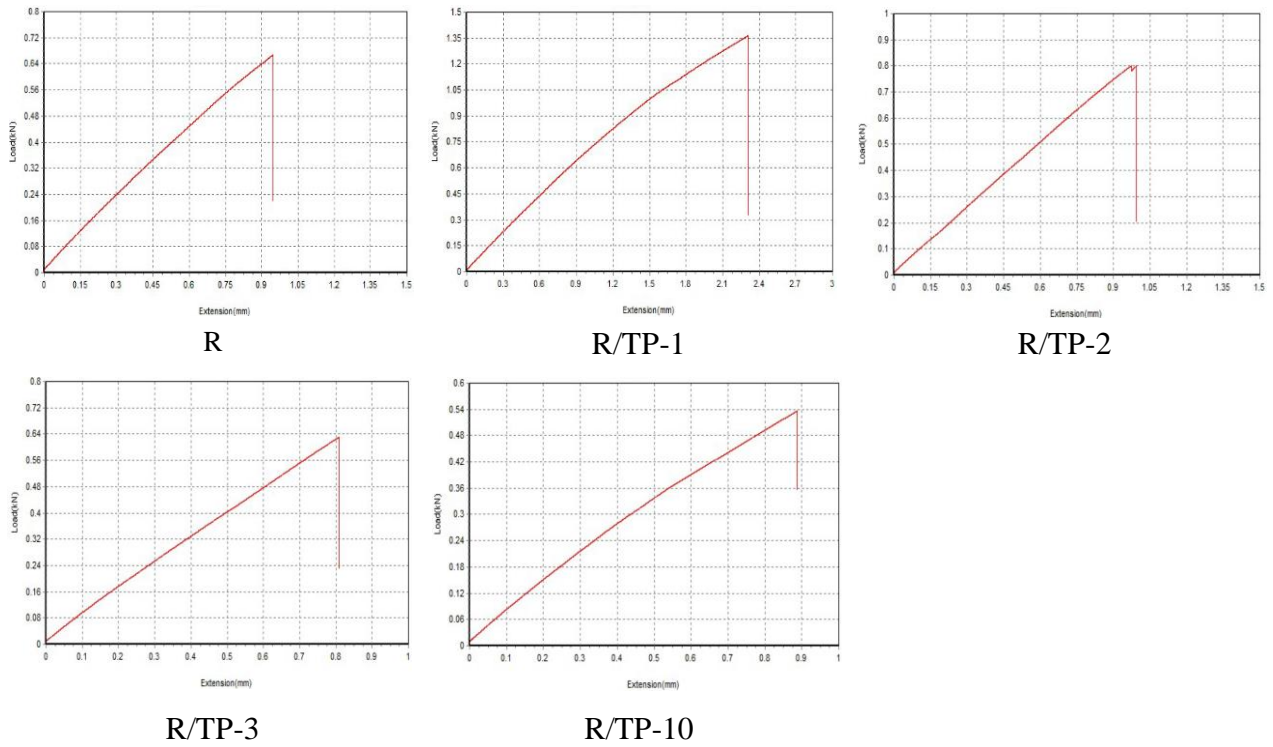 0.8
0.72
0.64
0.56
0.48
0.4
0.32
0.24
0.16
0.08
0
Load(kN)
0 0.15 0.3 0.45 0.6 0.75 0.9 1.05 1.2 1.35 1.5
Extension(mm)
R
1.5
1.35
1.2
1.05
0.9
0.75
0.6
0.45
0.3
0.15
0
Load(kN)
0 0.3 0.6 0.9 1.2 1.5 1.8 2.1 2.4 2.7 3
Extension(mm)
R/TP-1
1
0.9
0.8
0.7
0.6
0.5
0.4
0.3
0.2
0.1
0
Load(kN)
0 0.15 0.3 0.45 0.6 0.75 0.9 1.05 1.2 1.35 1.5
Extension(mm)
R/TP-2
0.8
0.72
0.64
0.56
0.48
0.4
0.32
0.24
0.16
0.08
0
Load(kN)
0 0.1 0.2 0.3 0.4 0.5 0.6 0.7 0.8 0.9 1
Extension(mm)
R/TP-3
0.6
0.54
0.48
0.42
0.36
0.3
0.24
0.18
0.12
0.06
0
Load(kN)
0 0.1 0.2 0.3 0.4 0.5 0.6 0.7 0.8 0.9 1
Extension(mm)
R/TP-10